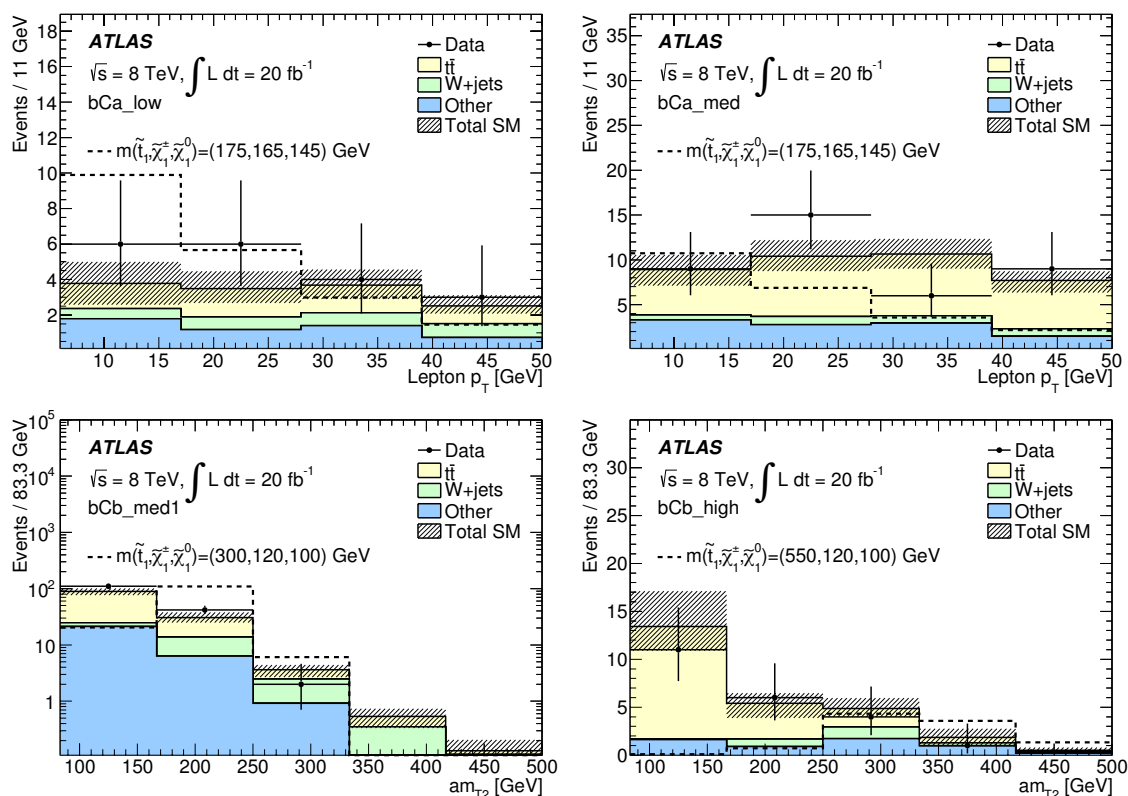 Events / 11 GeV
18
16
14
12
10
8
6
4
2
ATLAS
√s = 8 TeV, ∫ L dt = 20 fb⁻¹
bCa_low
m(t̃₁,χ̃₁±,χ̃₁⁰)=(175,165,145) GeV
Data
tt̄
W+jets
Other
Total SM
10 15 20 25 30 35 40 45 50
Lepton p_T [GeV]
Events / 11 GeV
35
30
25
20
15
10
5
ATLAS
√s = 8 TeV, ∫ L dt = 20 fb⁻¹
bCa_med
m(t̃₁,χ̃₁±,χ̃₁⁰)=(175,165,145) GeV
Data
tt̄
W+jets
Other
Total SM
10 15 20 25 30 35 40 45 50
Lepton p_T [GeV]
Events / 83.3 GeV
10⁵
10⁴
10³
10²
10
1
ATLAS
√s = 8 TeV, ∫ L dt = 20 fb⁻¹
bCb_med1
m(t̃₁,χ̃₁±,χ̃₁⁰)=(300,120,100) GeV
Data
tt̄
W+jets
Other
Total SM
100 150 200 250 300 350 400 450 500
am_T2 [GeV]
Events / 83.3 GeV
30
25
20
15
10
5
0
ATLAS
√s = 8 TeV, ∫ L dt = 20 fb⁻¹
bCb_high
m(t̃₁,χ̃₁±,χ̃₁⁰)=(550,120,100) GeV
Data
tt̄
W+jets
Other
Total SM
100 150 200 250 300 350 400 450 500
am_T2 [GeV]